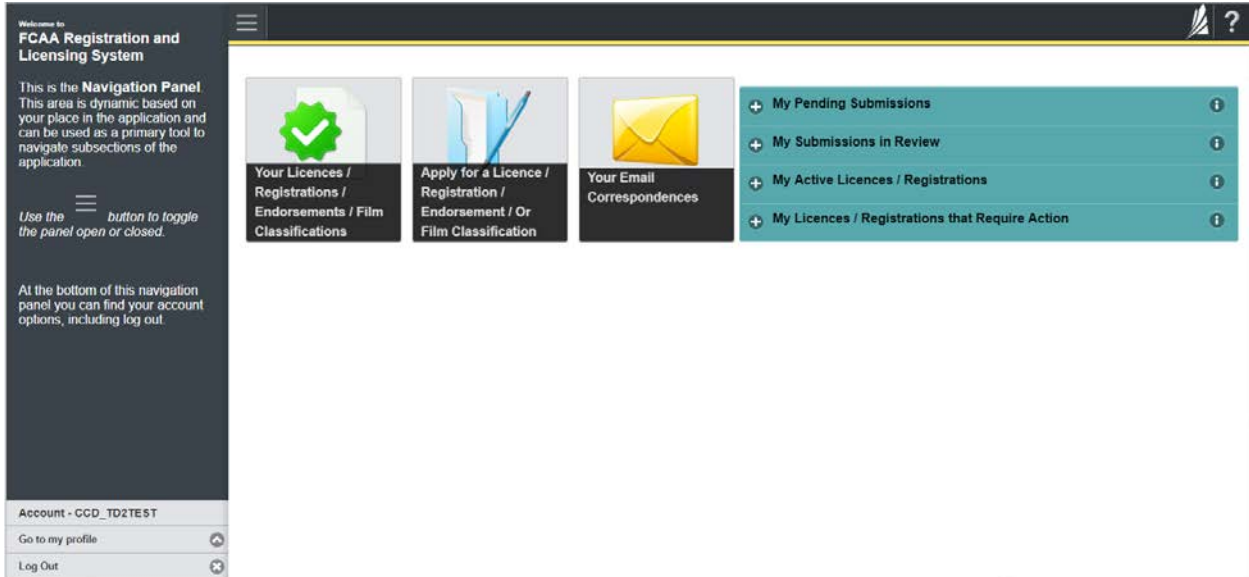 Welcome to
FCAA Registration and
Licensing System
This is the Navigation Panel.
This area is dynamic based on
your place in the application and
can be used as a primary tool to
navigate subsections of the
application.
Use the button to toggle
the panel open or closed.
At the bottom of this navigation
panel you can find your account
options, including log out.
Account - CCD_TD2TEST
Go to my profile
Log Out
?
Your Licences /
Registrations /
Endorsements / Film
Classifications
Apply for a Licence /
Registration /
Endorsement / Or
Film Classification
Your Email
Correspondences
My Pending Submissions
My Submissions in Review
My Active Licences / Registrations
My Licences / Registrations that Require Action